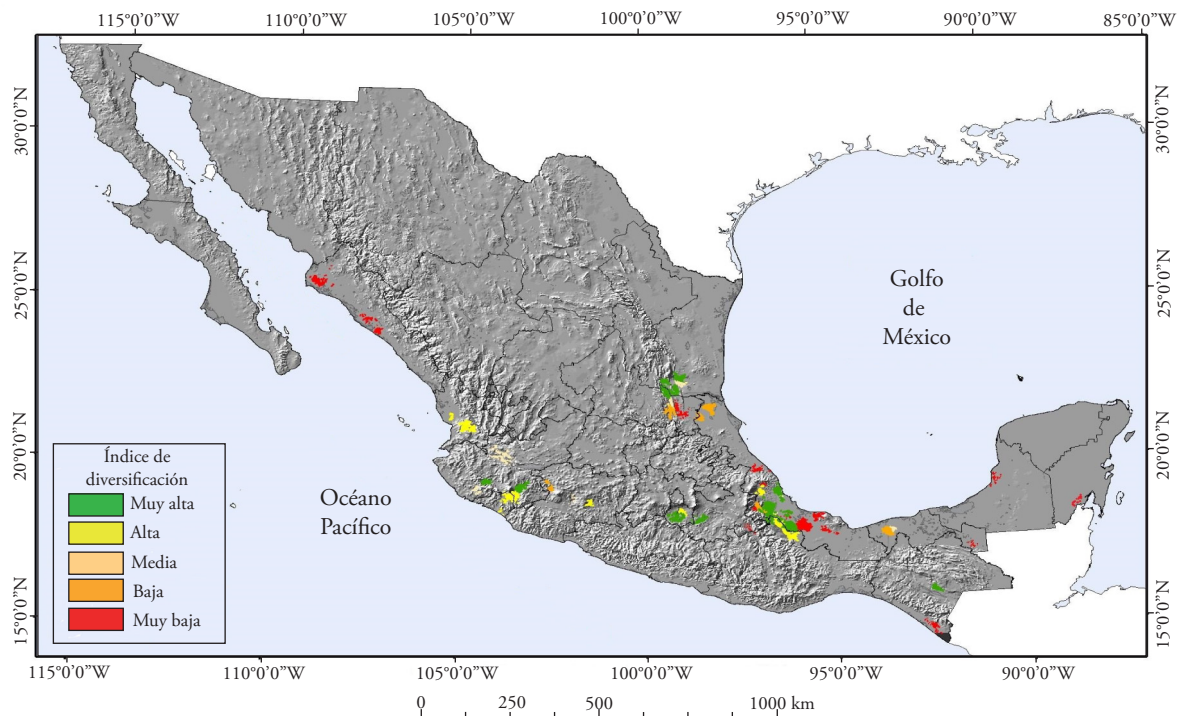 115°0'0"W 110°0'0"W 105°0'0"W 100°0'0"W 95°0'0"W 90°0'0"W 85°0'0"W
30°0'0"N
25°0'0"N
20°0'0"N
15°0'0"N
Golfo
de
México
Océano
Pacífico
Índice de
diversificación
Muy alta
Alta
Media
Baja
Muy baja
30°0'0"N
25°0'0"N
20°0'0"N
15°0'0"N
115°0'0"W 110°0'0"W 105°0'0"W 100°0'0"W 95°0'0"W 90°0'0"W
0 250 500 1000 km